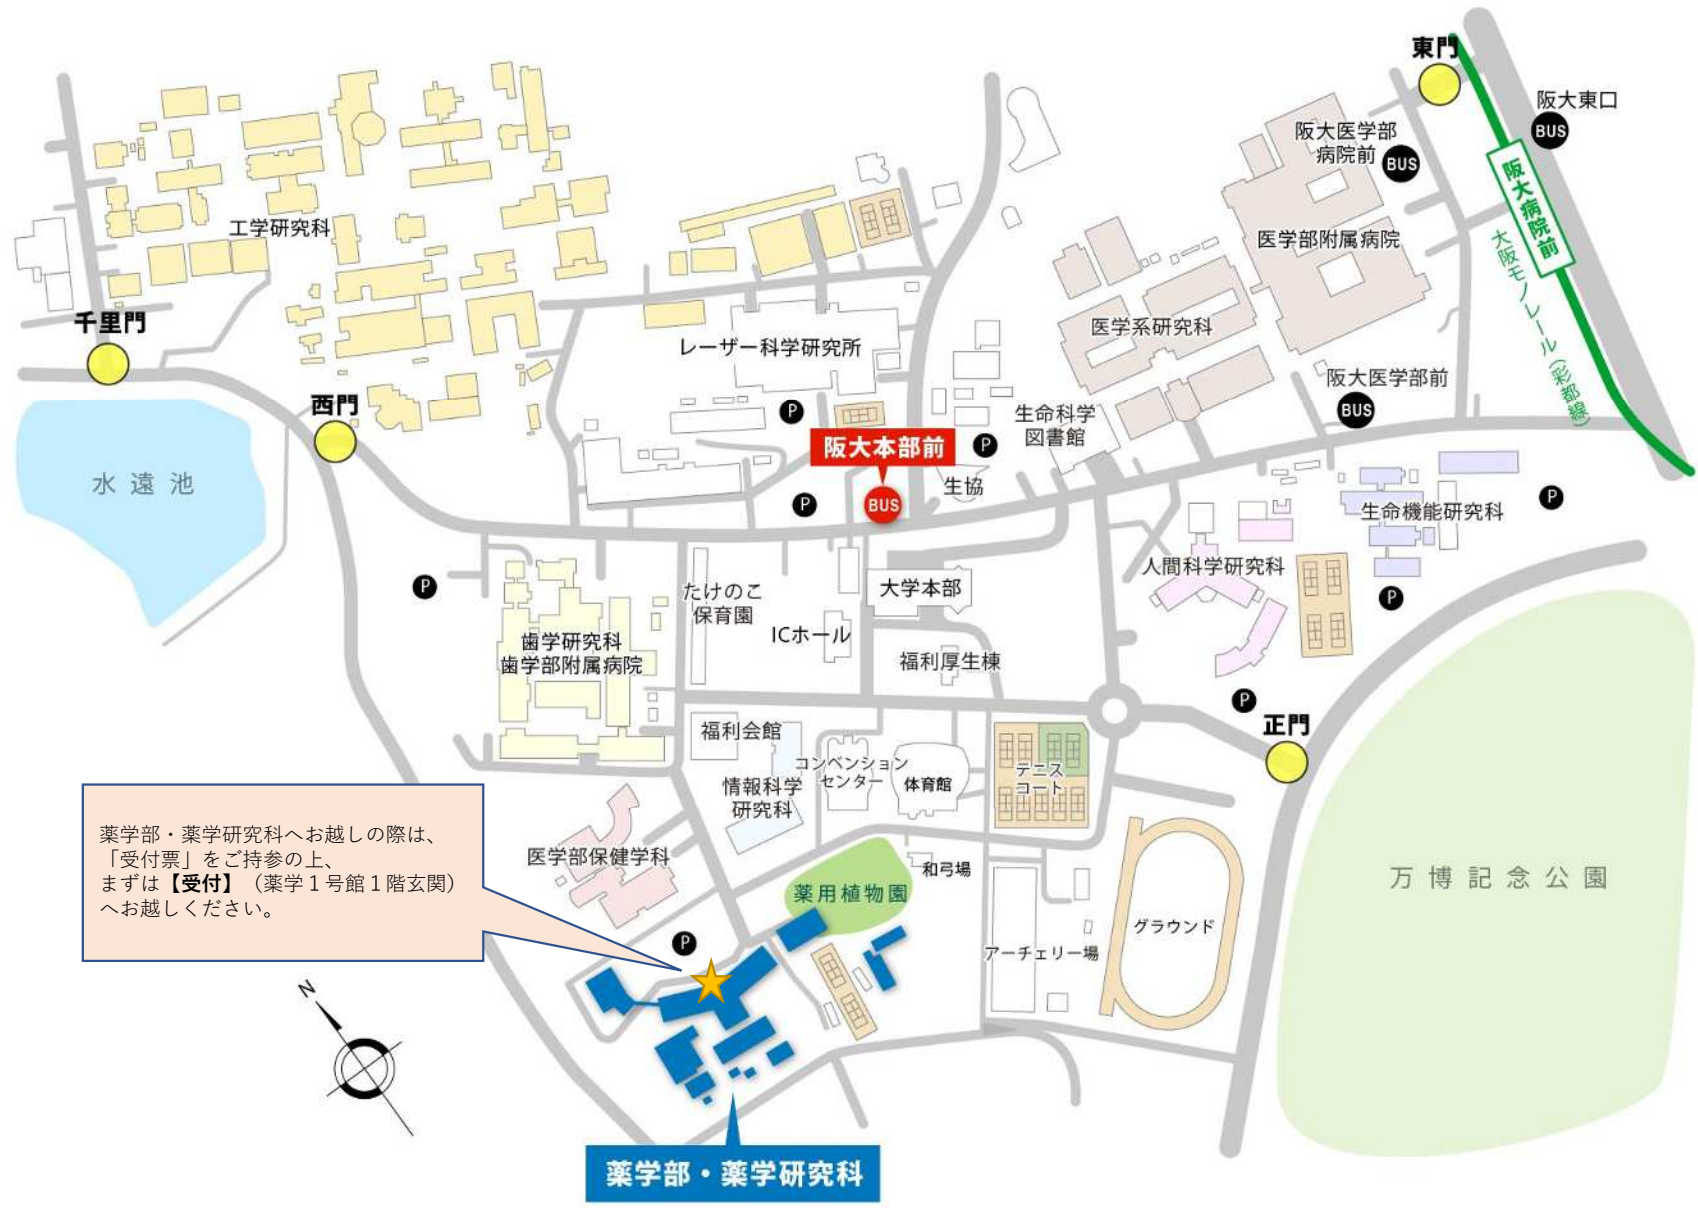 東門
阪大東口
BUS
阪大医学部
病院前
BUS
阪大病院前
大阪モノレール(彩都線)
医学部附属病院
工学研究科
医学系研究科
千里門
レーザー科学研究所
阪大医学部前
BUS
西門
P
生命科学
図書館
阪大本部前
P
水遠池
生協
BUS
P
P
生命機能研究科
人間科学研究科
P
P
たけのこ
保育園
大学本部
ICホール
歯学研究科
歯学部附属病院
福利厚生棟
P
正門
福利会館
コンベンション
センター
体育館
テニス
コート
情報科学
研究科
薬学部・薬学研究科へお越しの際は、
「受付票」をご持参の上、
まずは【受付】（薬学１号館１階玄関）
へお越しください。
医学部保健学科
和弓場
薬用植物園
万博記念公園
グラウンド
アーチェリー場
P
N
薬学部・薬学研究科